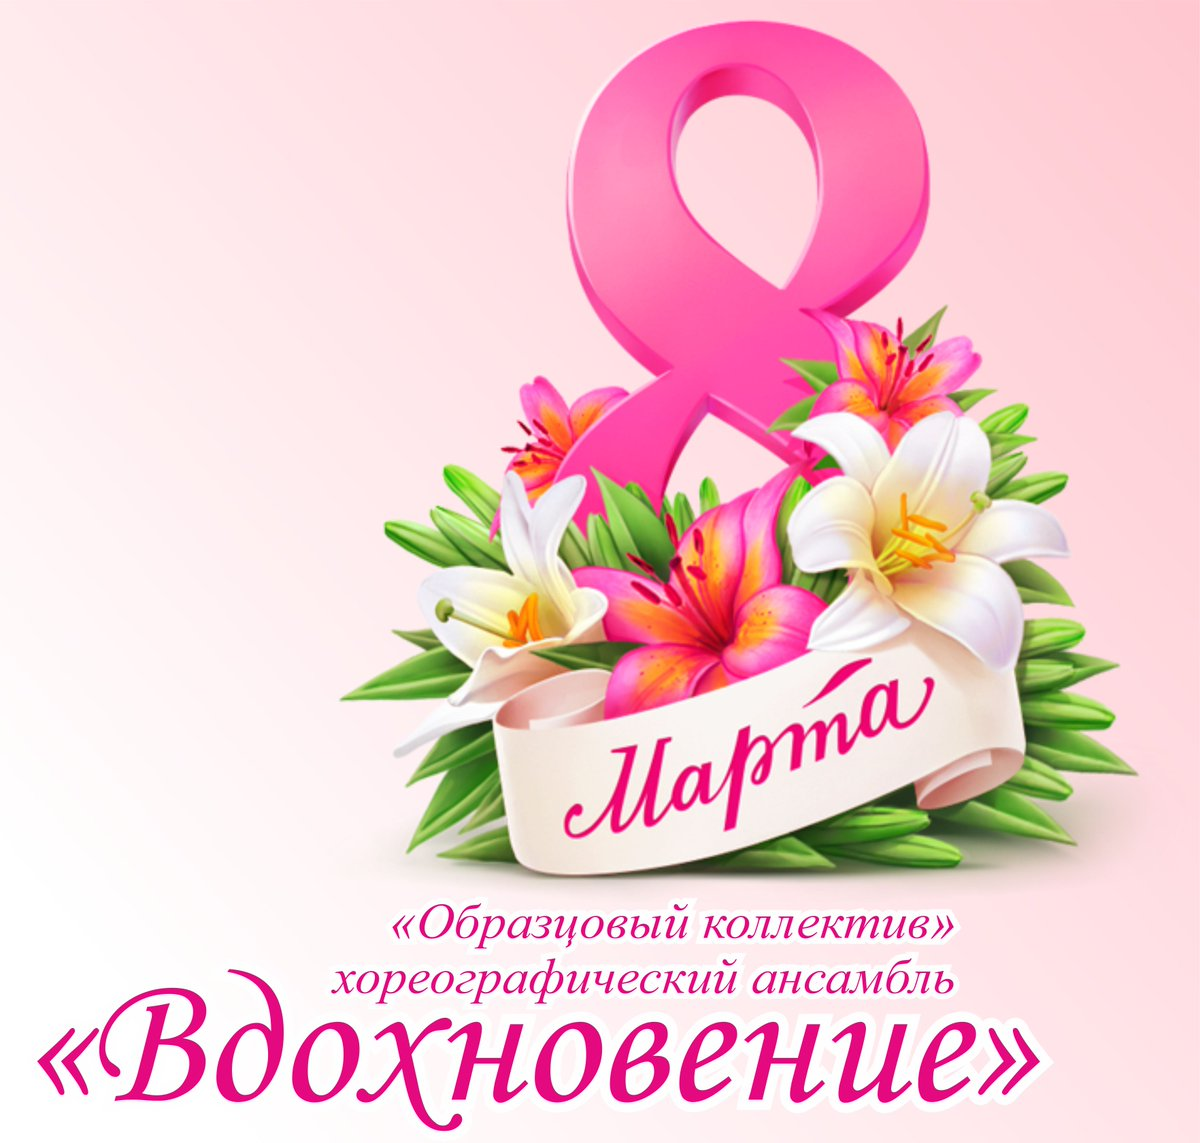 8
Марта
«Образцовый коллектив»
хореографический ансамбль
«Вдохновение»